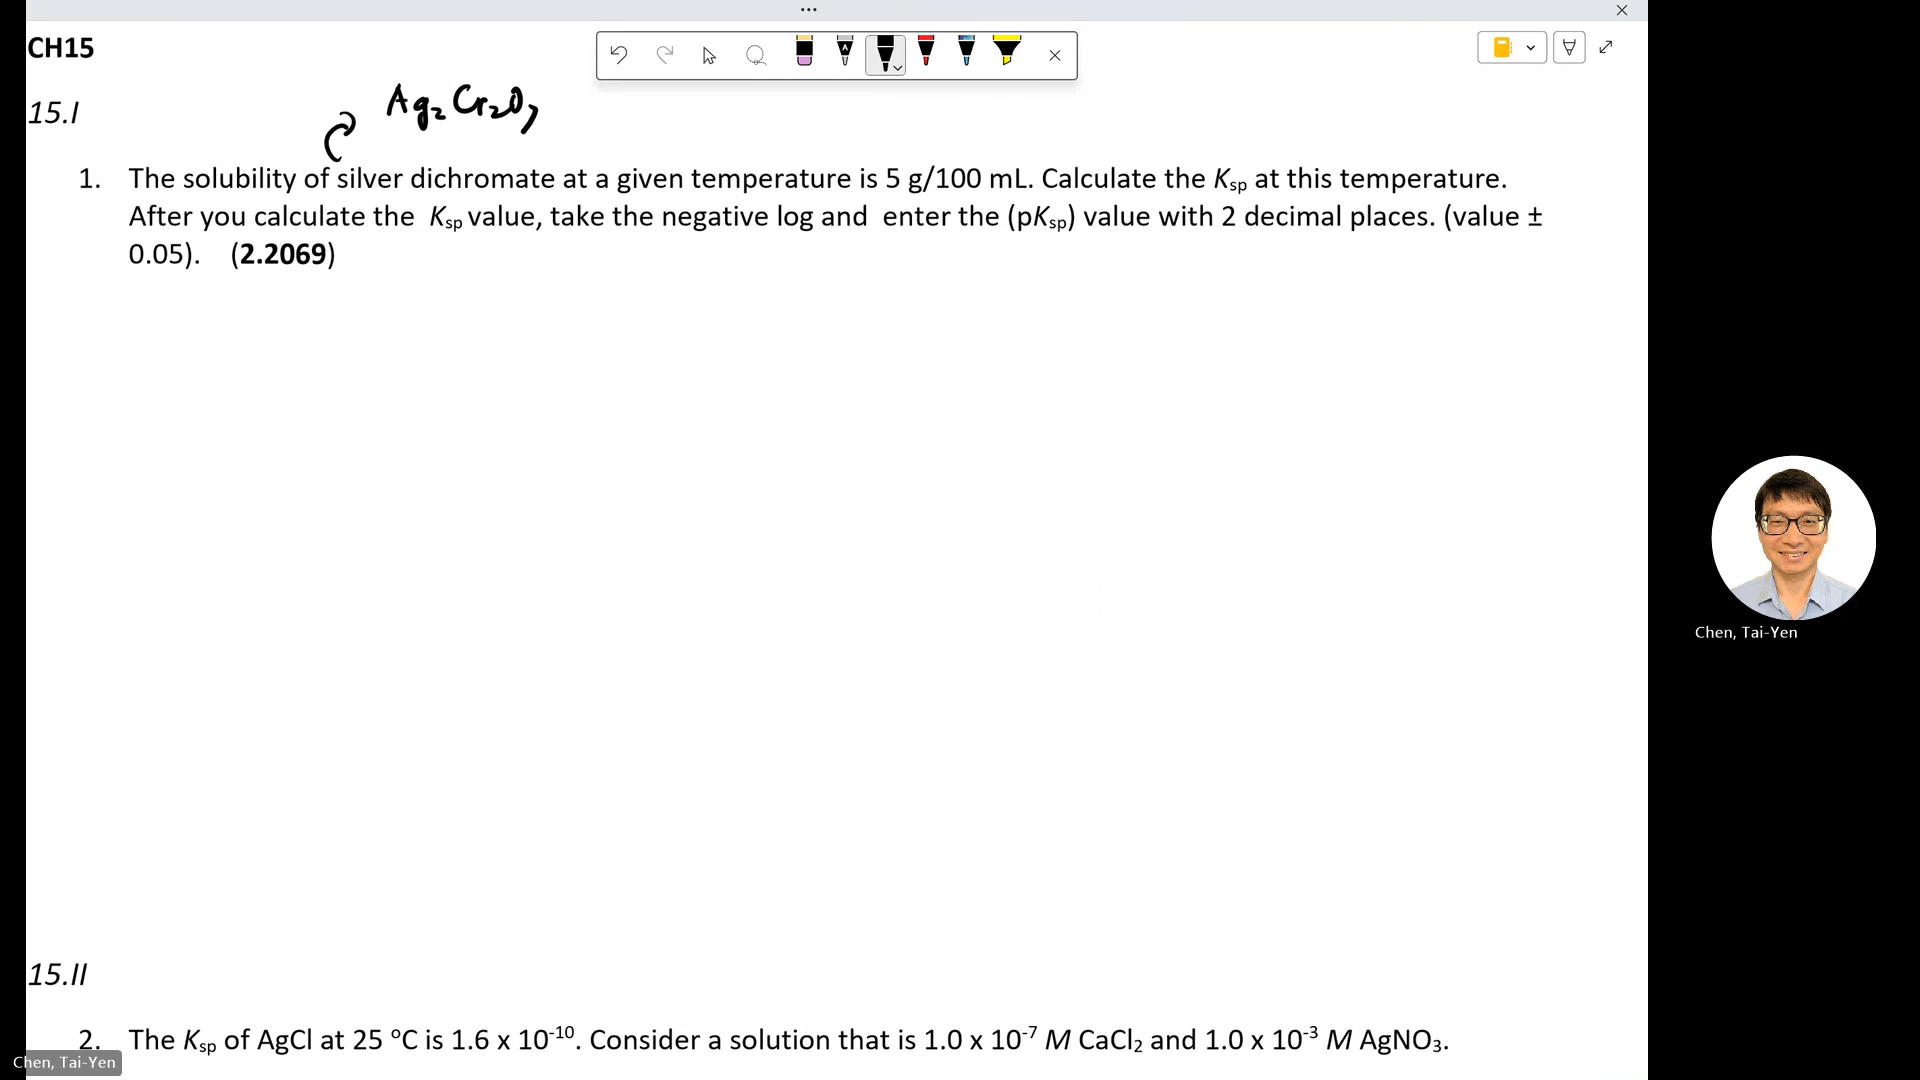 CH15
Ag₂Cr₂O₇
15.I
1. The solubility of silver dichromate at a given temperature is 5 g/100 mL. Calculate the Ksp at this temperature.
After you calculate the Ksp value, take the negative log and enter the (pKsp) value with 2 decimal places. (value ±
0.05). (2.2069)
Chen, Tai-Yen
15.II
2. The Ksp of AgCl at 25 °C is 1.6 x 10⁻¹⁰. Consider a solution that is 1.0 x 10⁻⁷ M CaCl₂ and 1.0 x 10⁻³ M AgNO₃.
Chen, Tai-Yen